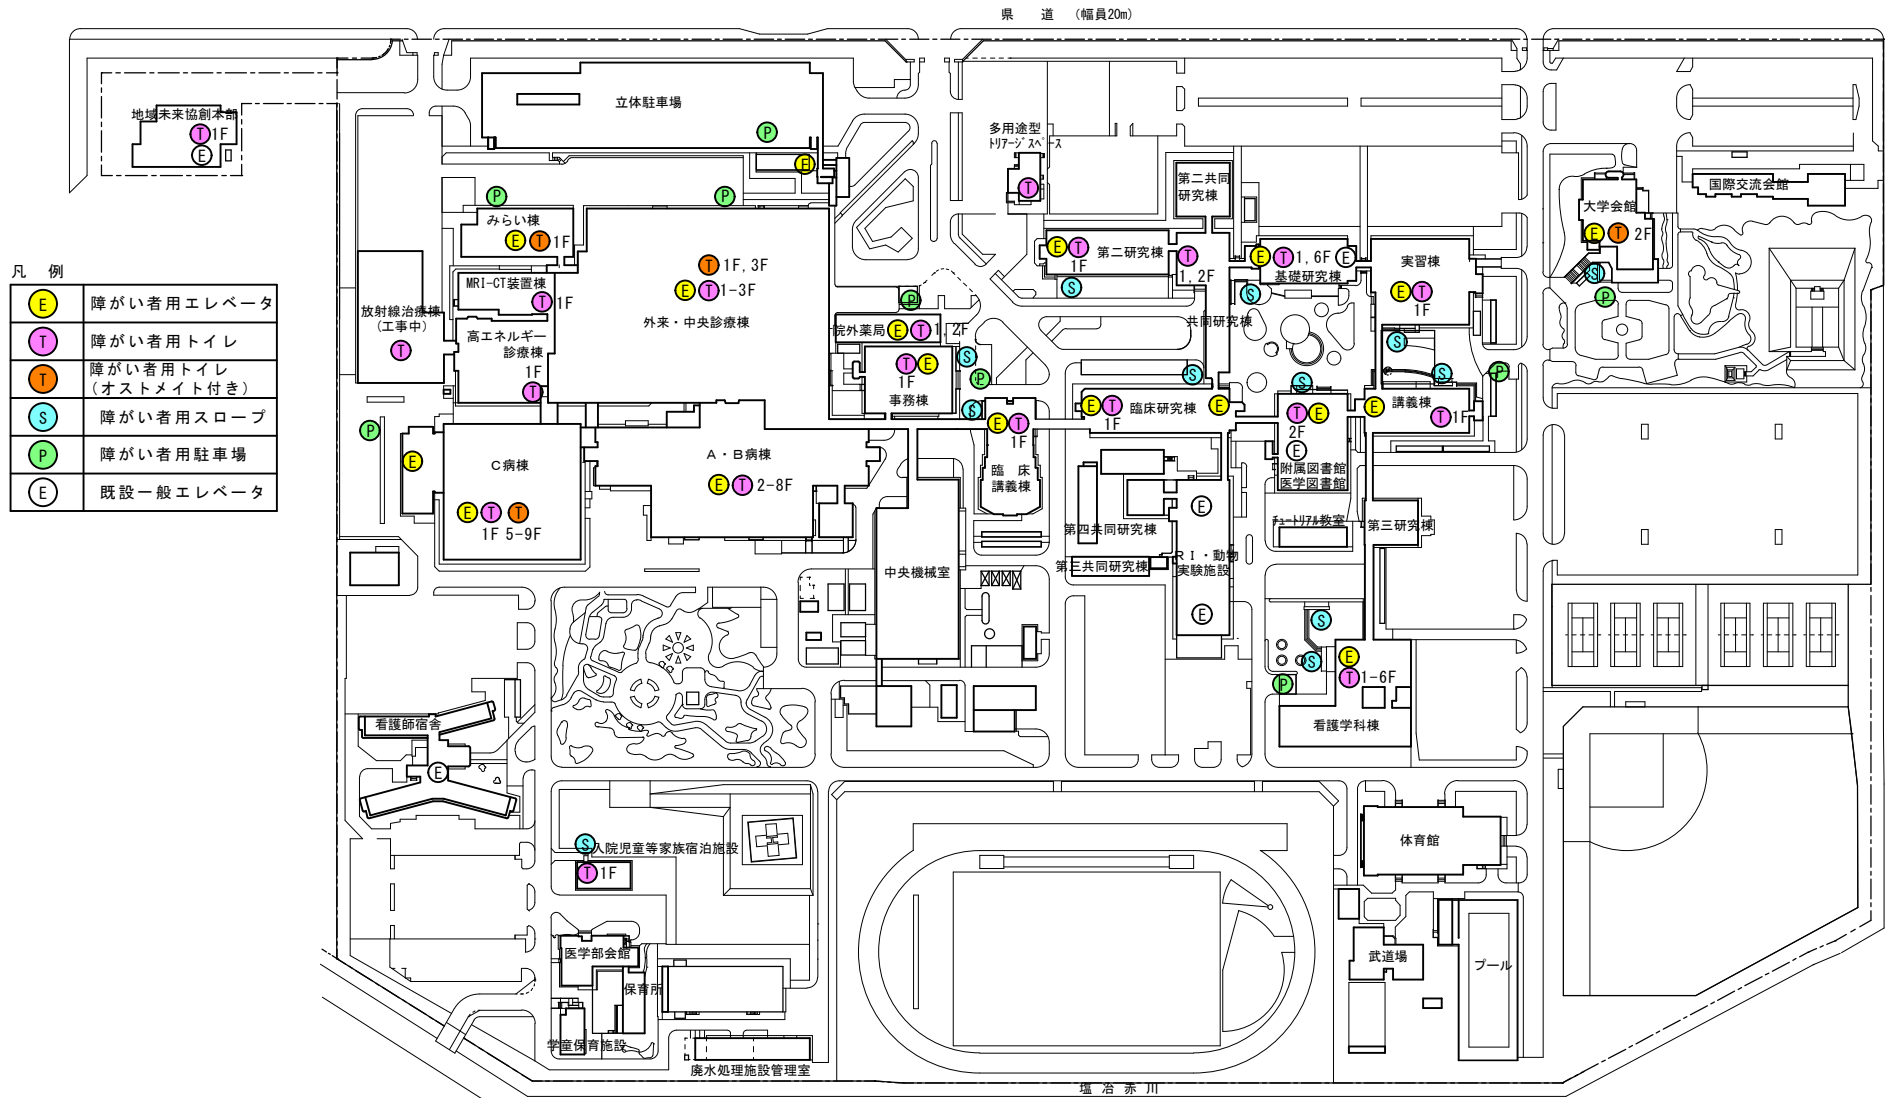 県 道 (幅員20m)
地域未来協創本部
T 1F
E
立体駐車場
P
E
多用途型
トリアージスペース
T
第二共同
研究棟
国際交流会館
大学会館
E T 2F
S
P
P
P
みらい棟
E T 1F
第二研究棟
E T
1F
S
T
1,2F
E T 1,6F E
基礎研究棟
S
実習棟
E T
1F
凡 例
E 障がい者用エレベータ
T 障がい者用トイレ
T 障がい者用トイレ
(オストメイト付き)
S 障がい者用スロープ
P 障がい者用駐車場
E 既設一般エレベータ
MRI-CT装置棟
T 1F
T 1F,3F
E T 1-3F
外来・中央診療棟
放射線治療棟
(工事中)
T
高エネルギー
診療棟
1F
T
P
院外薬局 E T 1,2F
T E
1F
事務棟
S
P
S
共同研究棟
S
S
S
S
P
P
E
C病棟
E T T
1F 5-9F
A・B病棟
E T 2-8F
E T
1F
臨 床
講義棟
E T 臨床研究棟 E
1F
T E
2F
E
附属図書館
医学図書館
E
講義棟
T 1F
第四共同研究棟
第三共同研究棟
E
RI・動物
実験施設
E
チュートリアル教室
第三研究棟
中央機械室
S
S
P
E
T 1-6F
看護学科棟
看護師宿舎
E
S
入院児童等家族宿泊施設
T 1F
体育館
武道場
プール
医学部会館
保育所
学童保育施設
廃水処理施設管理室
塩冶赤川